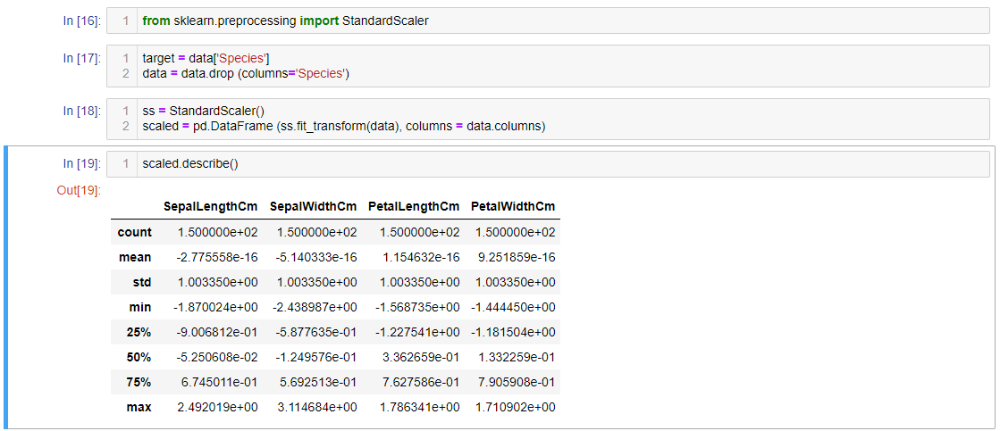 In [16]: 1 from sklearn.preprocessing import StandardScaler
In [17]: 1 target = data['Species']
2 data = data.drop (columns='Species')
In [18]: 1 ss = StandardScaler()
2 scaled = pd.DataFrame (ss.fit_transform(data), columns = data.columns)
In [19]: 1 scaled.describe()
Out[19]:
SepalLengthCm SepalWidthCm PetalLengthCm PetalWidthCm
count 1.500000e+02 1.500000e+02 1.500000e+02 1.500000e+02
mean -2.775558e-16 -5.140333e-16 1.154632e-16 9.251859e-16
std 1.003350e+00 1.003350e+00 1.003350e+00 1.003350e+00
min -1.870024e+00 -2.438987e+00 -1.568735e+00 -1.444450e+00
25% -9.006812e-01 -5.877635e-01 -1.227541e+00 -1.181504e+00
50% -5.250608e-02 -1.249576e-01 3.362659e-01 1.332259e-01
75% 6.745011e-01 5.692513e-01 7.627586e-01 7.905908e-01
max 2.492019e+00 3.114684e+00 1.786341e+00 1.710902e+00